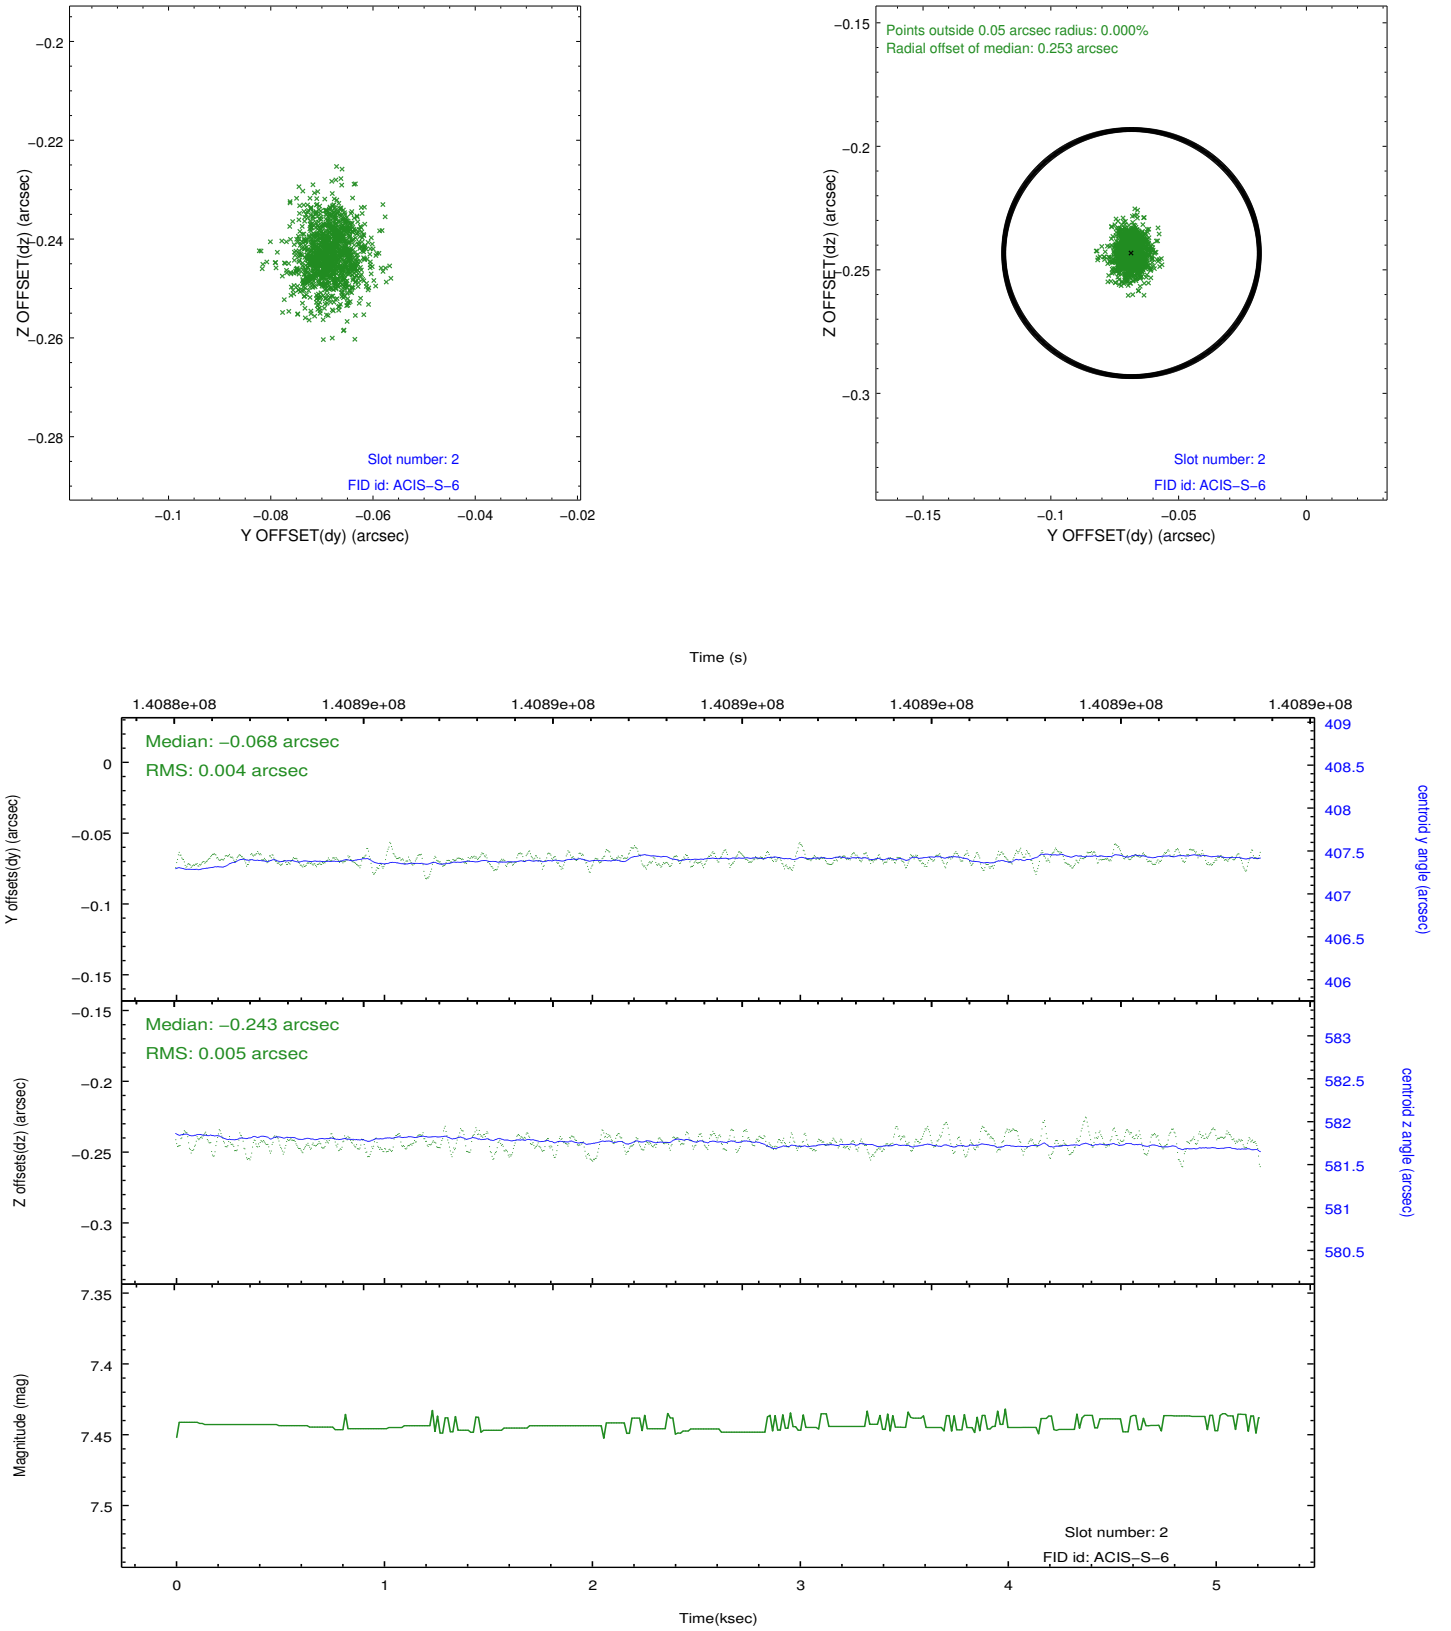 −0.2
−0.22
−0.24
−0.26
−0.28
Z OFFSET(dz) (arcsec)
Slot number: 2
FID id: ACIS−S−6
−0.1
−0.08
−0.06
−0.04
−0.02
Y OFFSET(dy) (arcsec)
Points outside 0.05 arcsec radius: 0.000%
Radial offset of median: 0.253 arcsec
−0.15
−0.2
−0.25
−0.3
Z OFFSET(dz) (arcsec)
Slot number: 2
FID id: ACIS−S−6
−0.15
−0.1
−0.05
0
Y OFFSET(dy) (arcsec)
Time (s)
1.4088e+08
1.4089e+08
1.4089e+08
1.4089e+08
1.4089e+08
1.4089e+08
1.4089e+08
Median: −0.068 arcsec
RMS: 0.004 arcsec
0
−0.05
−0.1
−0.15
Y offsets(dy) (arcsec)
409
408.5
408
407.5
407
406.5
406
centroid y angle (arcsec)
Median: −0.243 arcsec
RMS: 0.005 arcsec
−0.15
−0.2
−0.25
−0.3
Z offsets(dz) (arcsec)
583
582.5
582
581.5
581
580.5
centroid z angle (arcsec)
7.35
7.4
7.45
7.5
Magnitude (mag)
Slot number: 2
FID id: ACIS−S−6
0
1
2
3
4
5
Time(ksec)